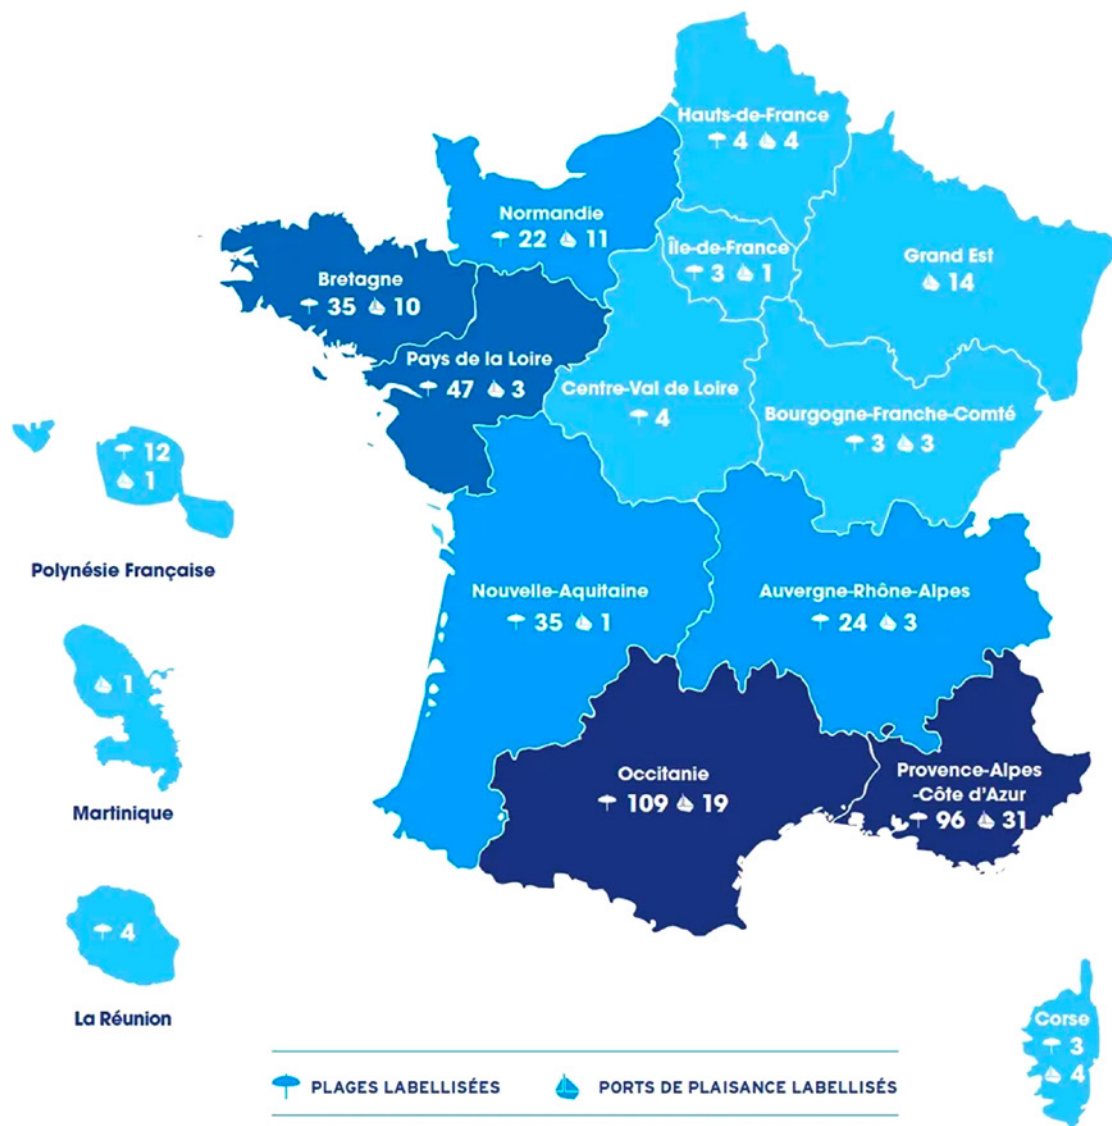 Hauts-de-France
4 4
Normandie
22 11
Île-de-France
3 1
Grand Est
14
Bretagne
35 10
Pays de la Loire
47 3
Centre-Val de Loire
4
Bourgogne-Franche-Comté
3 3
12
1
Polynésie Française
Nouvelle-Aquitaine
35 1
Auvergne-Rhône-Alpes
24 3
1
Martinique
Occitanie
109 19
Provence-Alpes
-Côte d'Azur
96 31
4
La Réunion
Corse
3
4
PLAGES LABELLISÉES
PORTS DE PLAISANCE LABELLISÉS